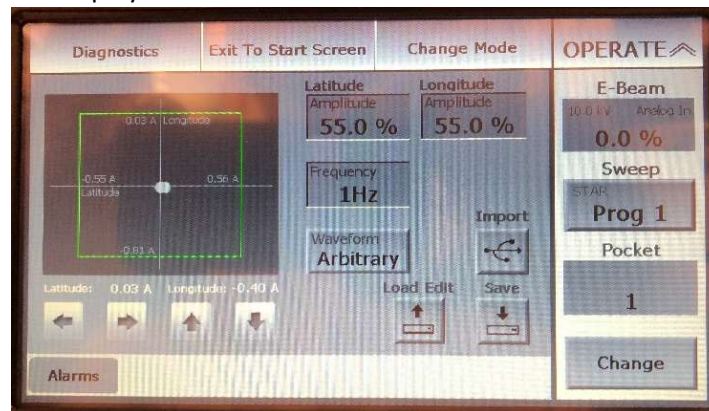 Diagnostics
Exit To Start Screen
Change Mode
OPERATE
Latitude
Longitude
Amplitude
55.0 %
Amplitude
55.0 %
Frequency
1Hz
Waveform
Arbitrary
Import
Load Edit
Save
0.03 A Longitude
-0.55 A
Latitude
0.56 A
-0.81 A
Latitude: 0.03 A Longitude: -0.40 A
Alarms
E-Beam
10.0 kV Analog In
0.0 %
Sweep
STAR
Prog 1
Pocket
1
Change